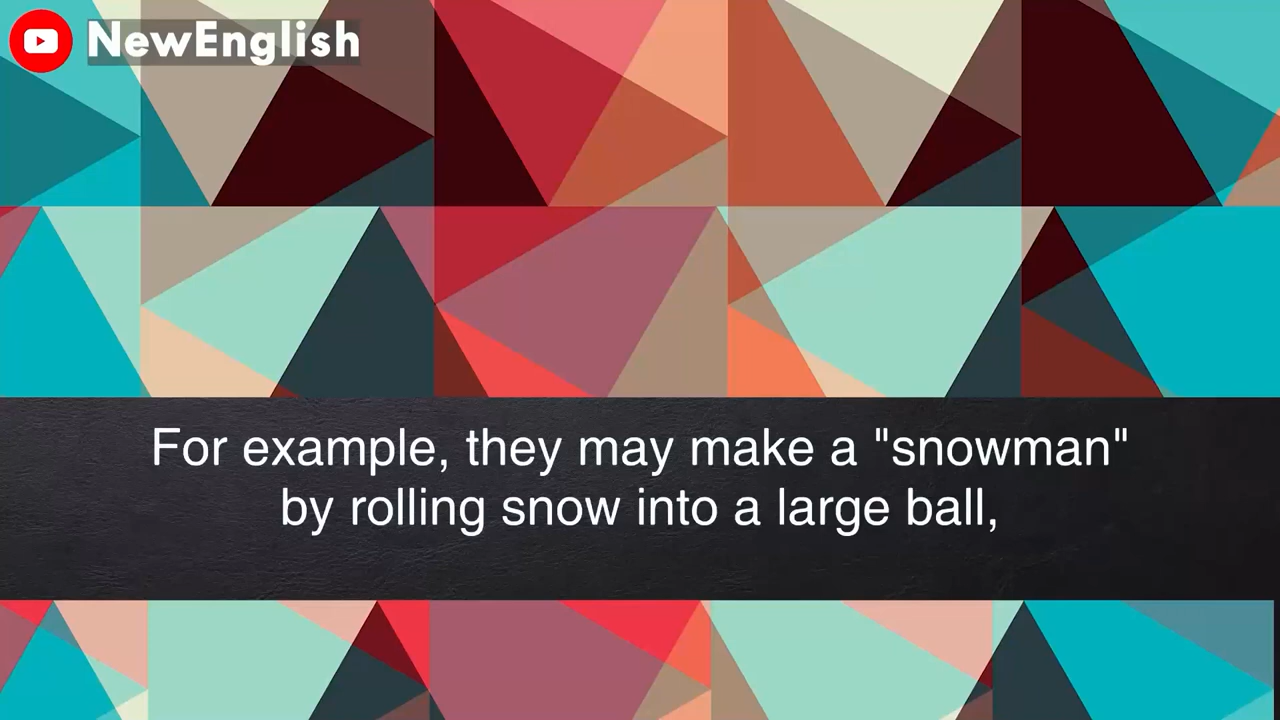 NewEnglish
For example, they may make a "snowman"
by rolling snow into a large ball,